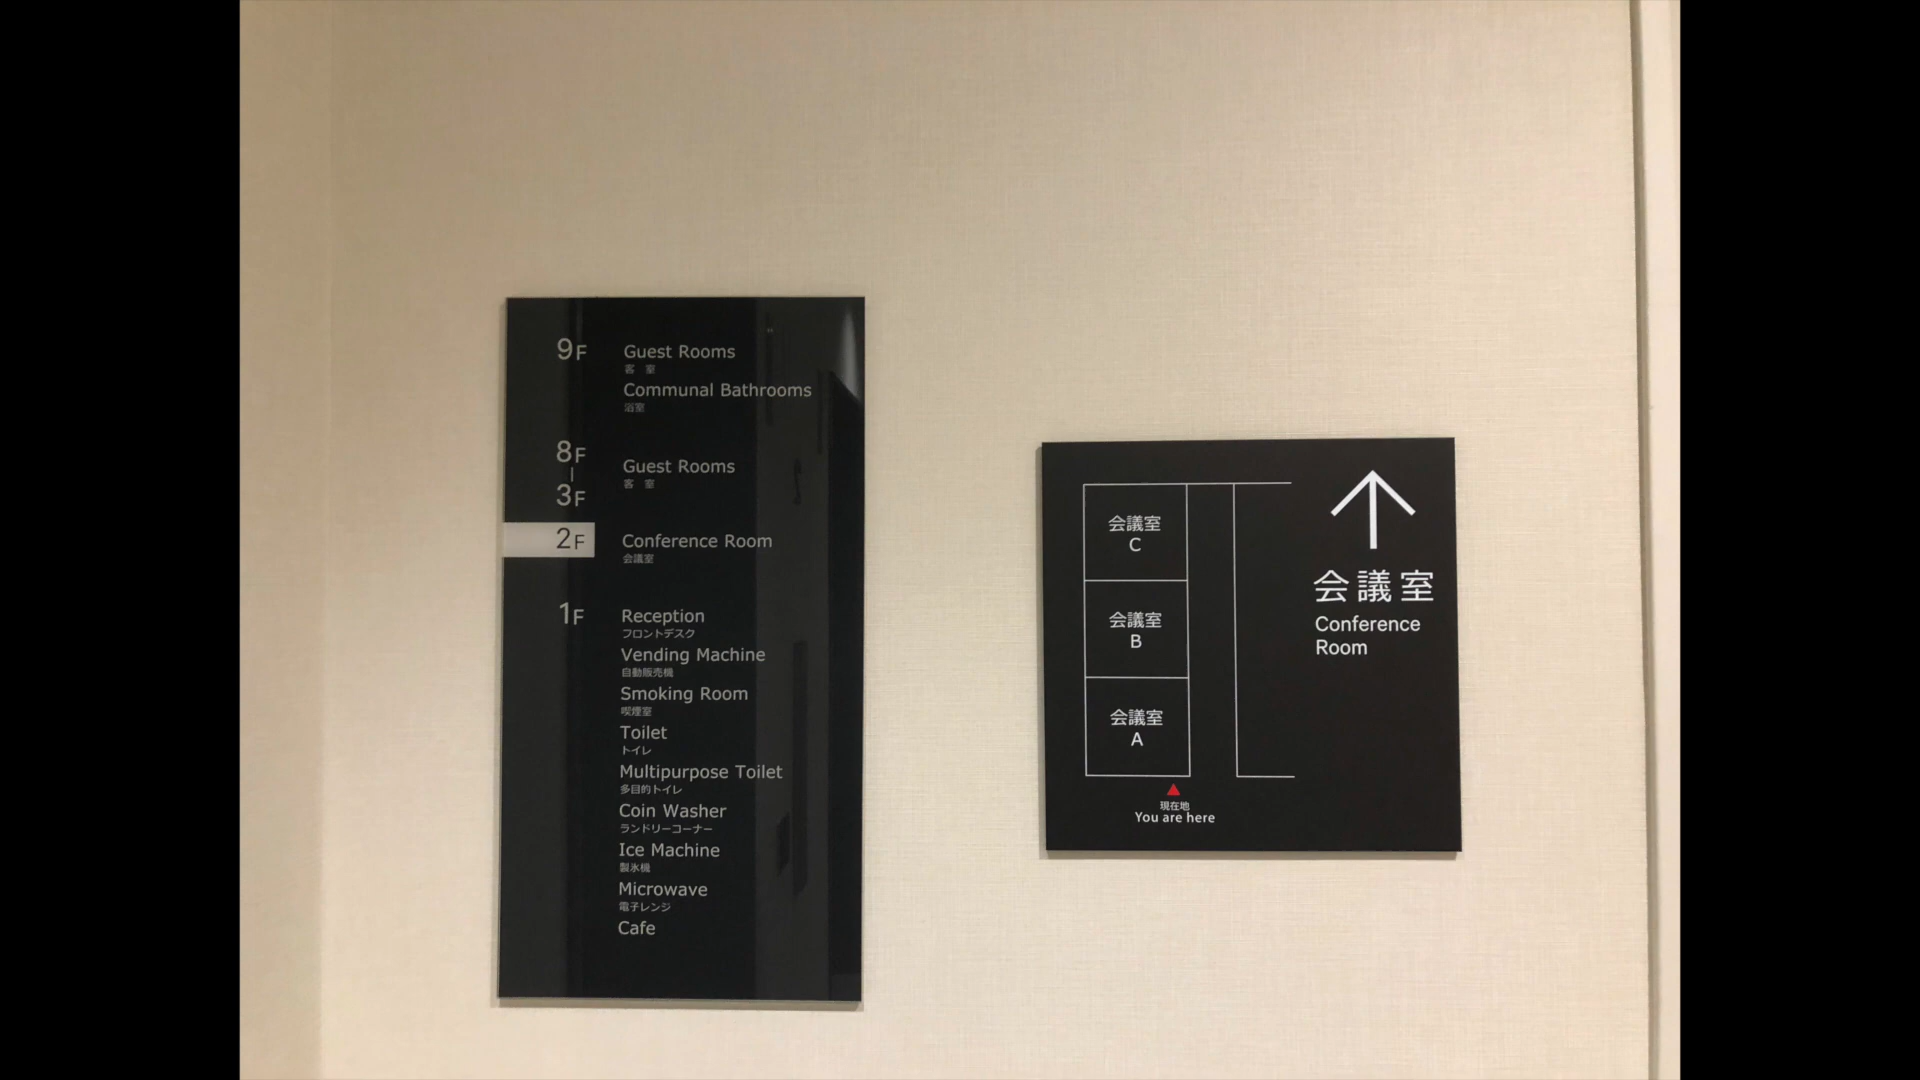 9F
Guest Rooms
客 室
Communal Bathrooms
浴室
8F
3F
Guest Rooms
客 室
2F
Conference Room
会議室
1F
Reception
フロントデスク
Vending Machine
自動販売機
Smoking Room
喫煙室
Toilet
トイレ
Multipurpose Toilet
多目的トイレ
Coin Washer
ランドリーコーナー
Ice Machine
製氷機
Microwave
電子レンジ
Cafe
会議室
C
会議室
B
会議室
A
現在地
You are here
会議室
Conference
Room